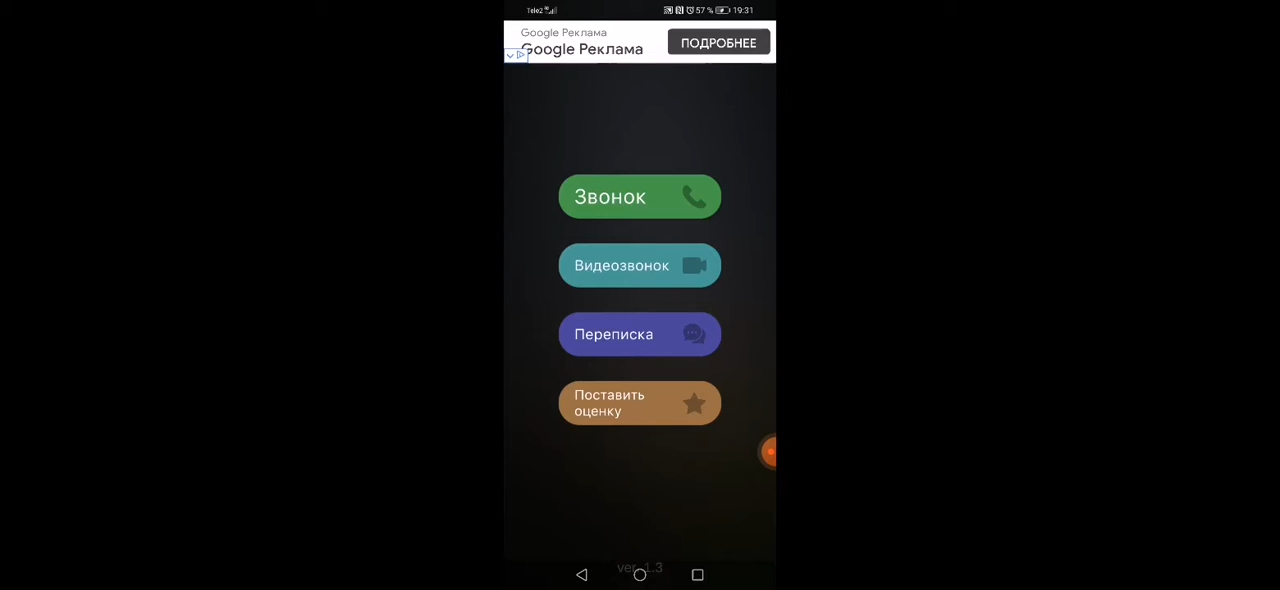 Tele2 57 % 19:31
Google Реклама
Google Реклама
ПОДРОБНЕЕ
Звонок
Видеозвонок
Переписка
Поставить
оценку
ver. 1.3